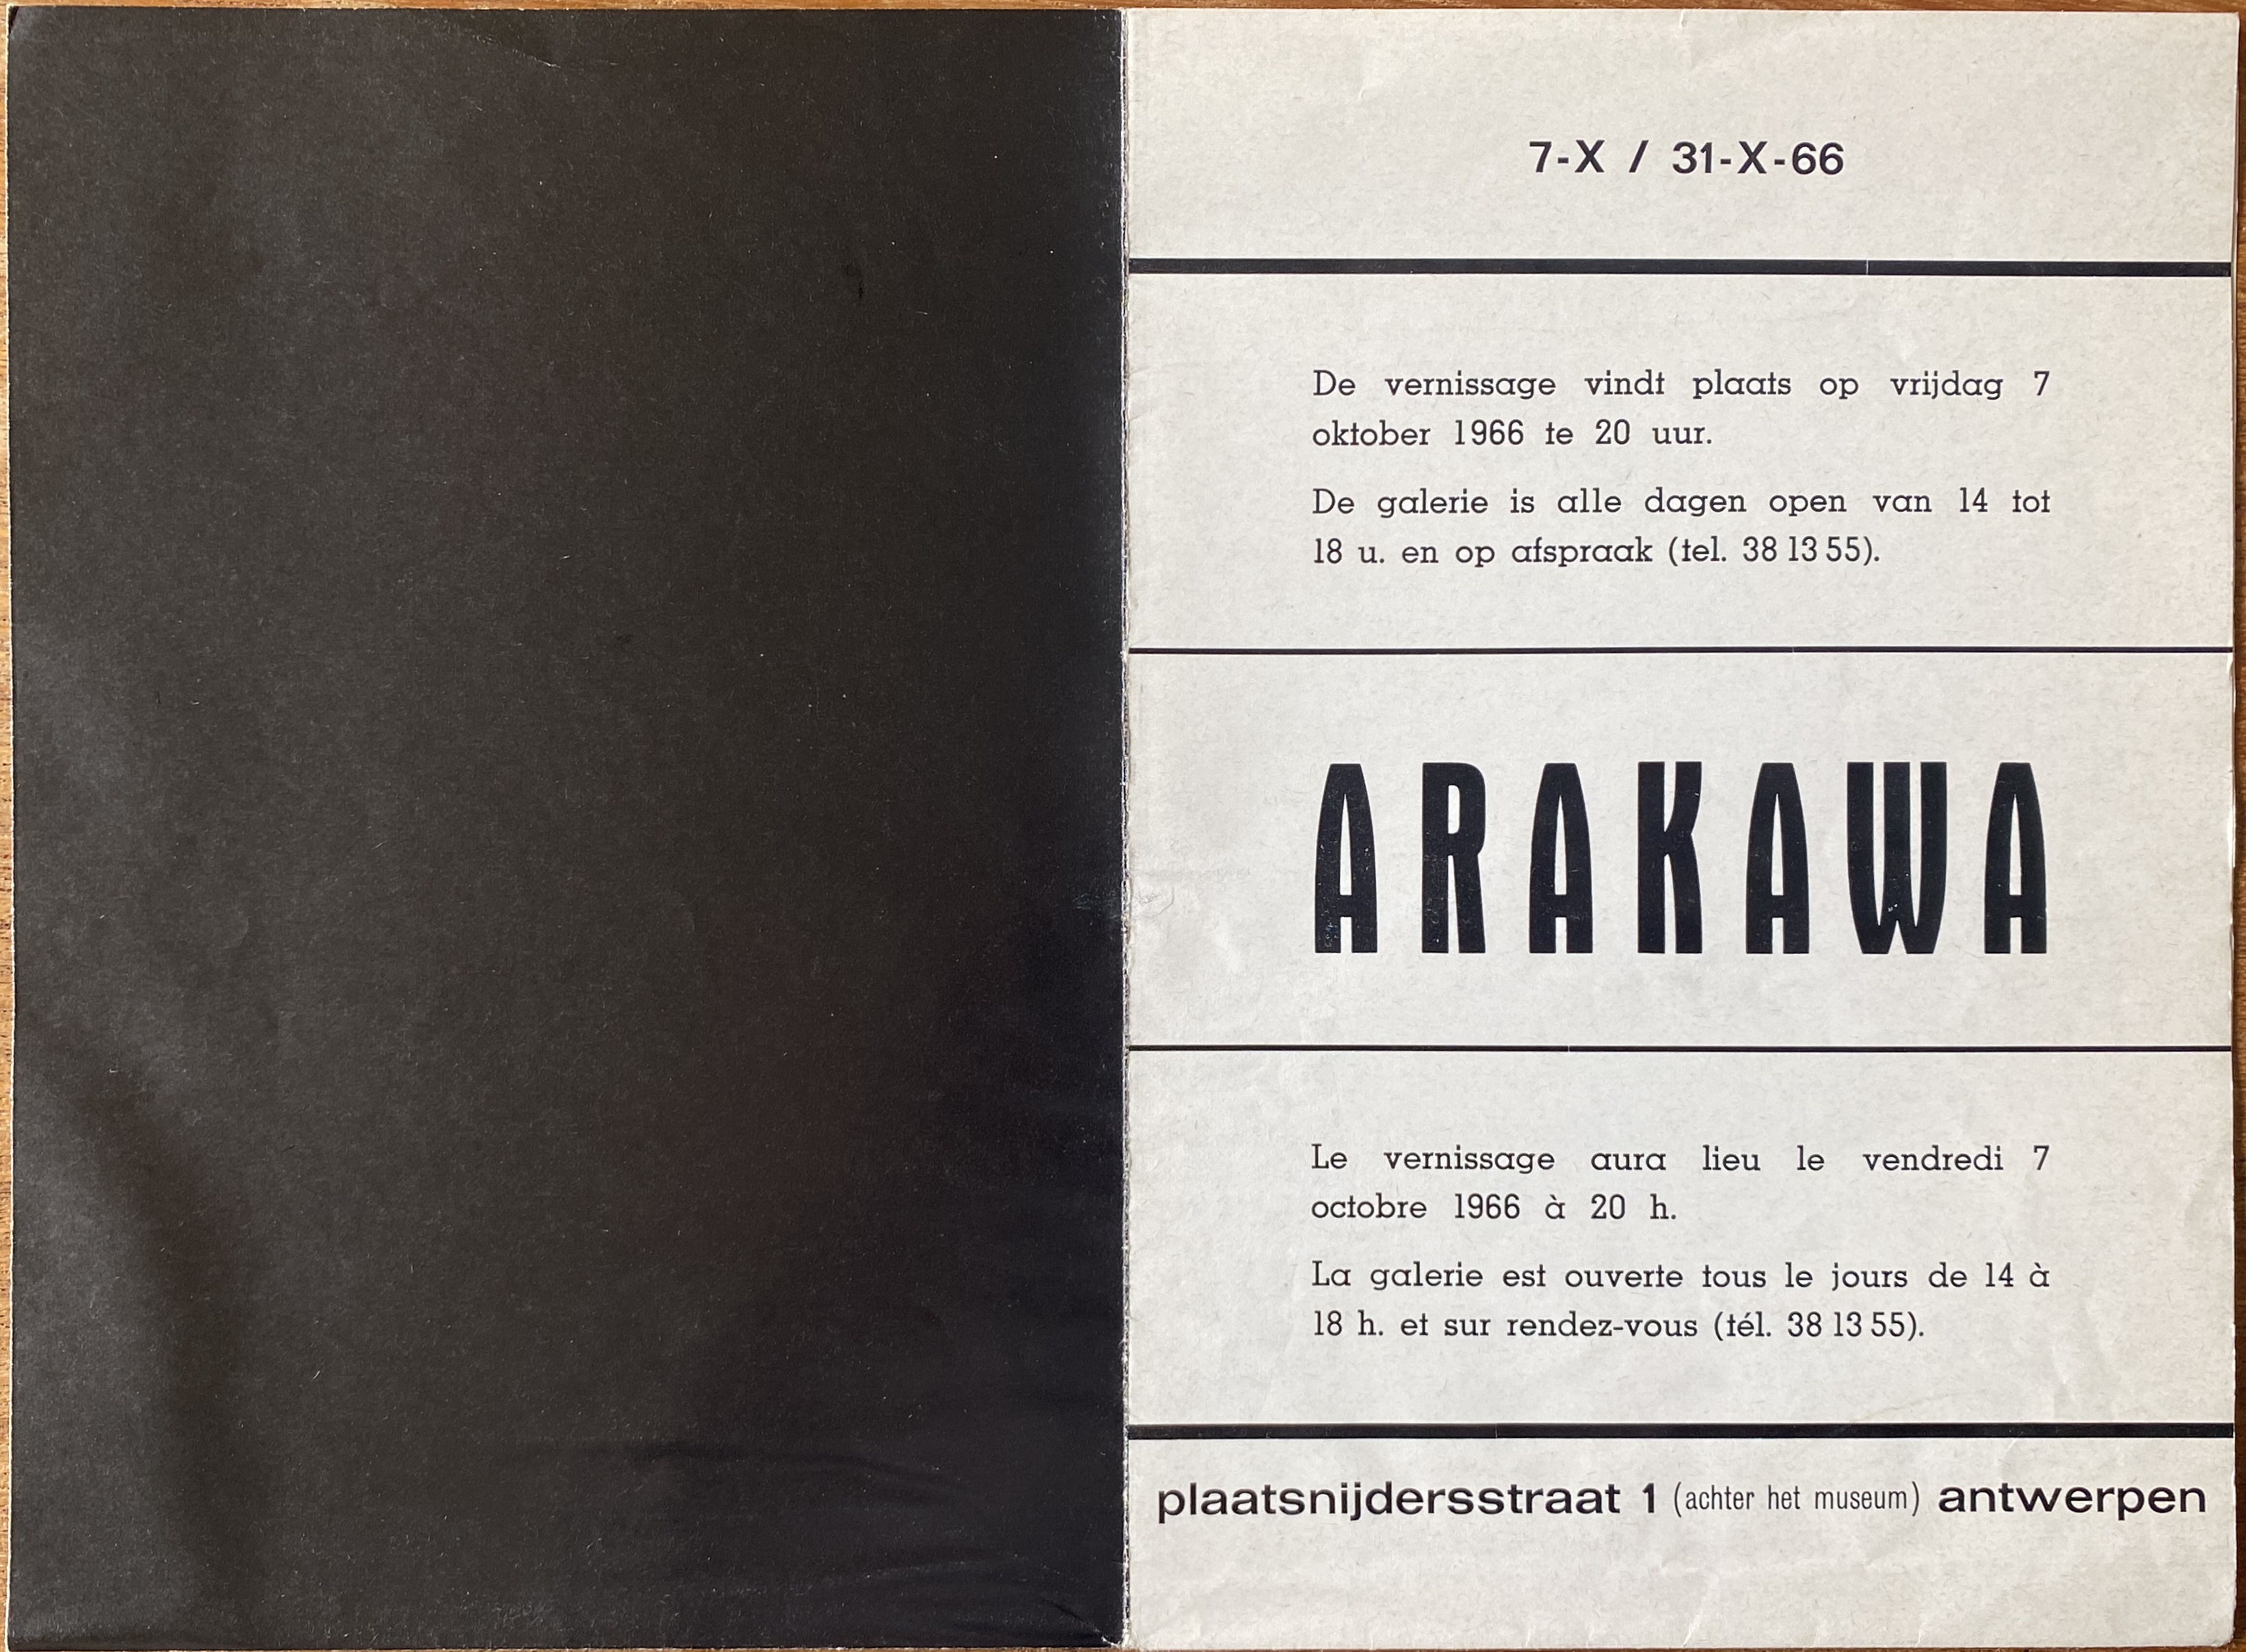 7-X / 31-X-66
De vernissage vindt plaats op vrijdag 7
oktober 1966 te 20 uur.
De galerie is alle dagen open van 14 tot
18 u. en op afspraak (tel. 38 13 55).
ARAKAWA
Le vernissage aura lieu le vendredi 7
octobre 1966 à 20 h.
La galerie est ouverte tous le jours de 14 à
18 h. et sur rendez-vous (tél. 38 13 55).
plaatsnijdersstraat 1 (achter het museum) antwerpen